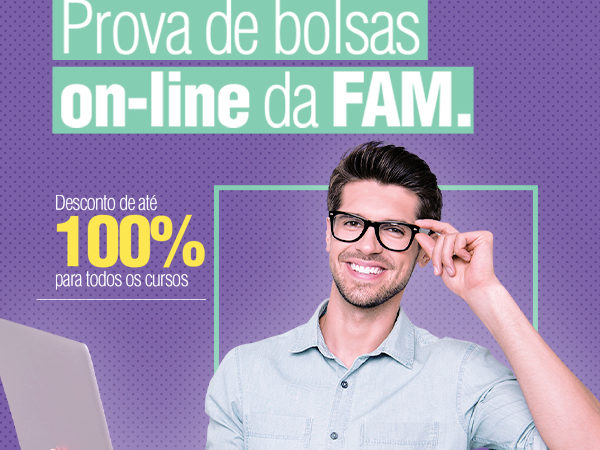 Prova de bolsas
on-line da FAM.
Desconto de até
100%
para todos os cursos